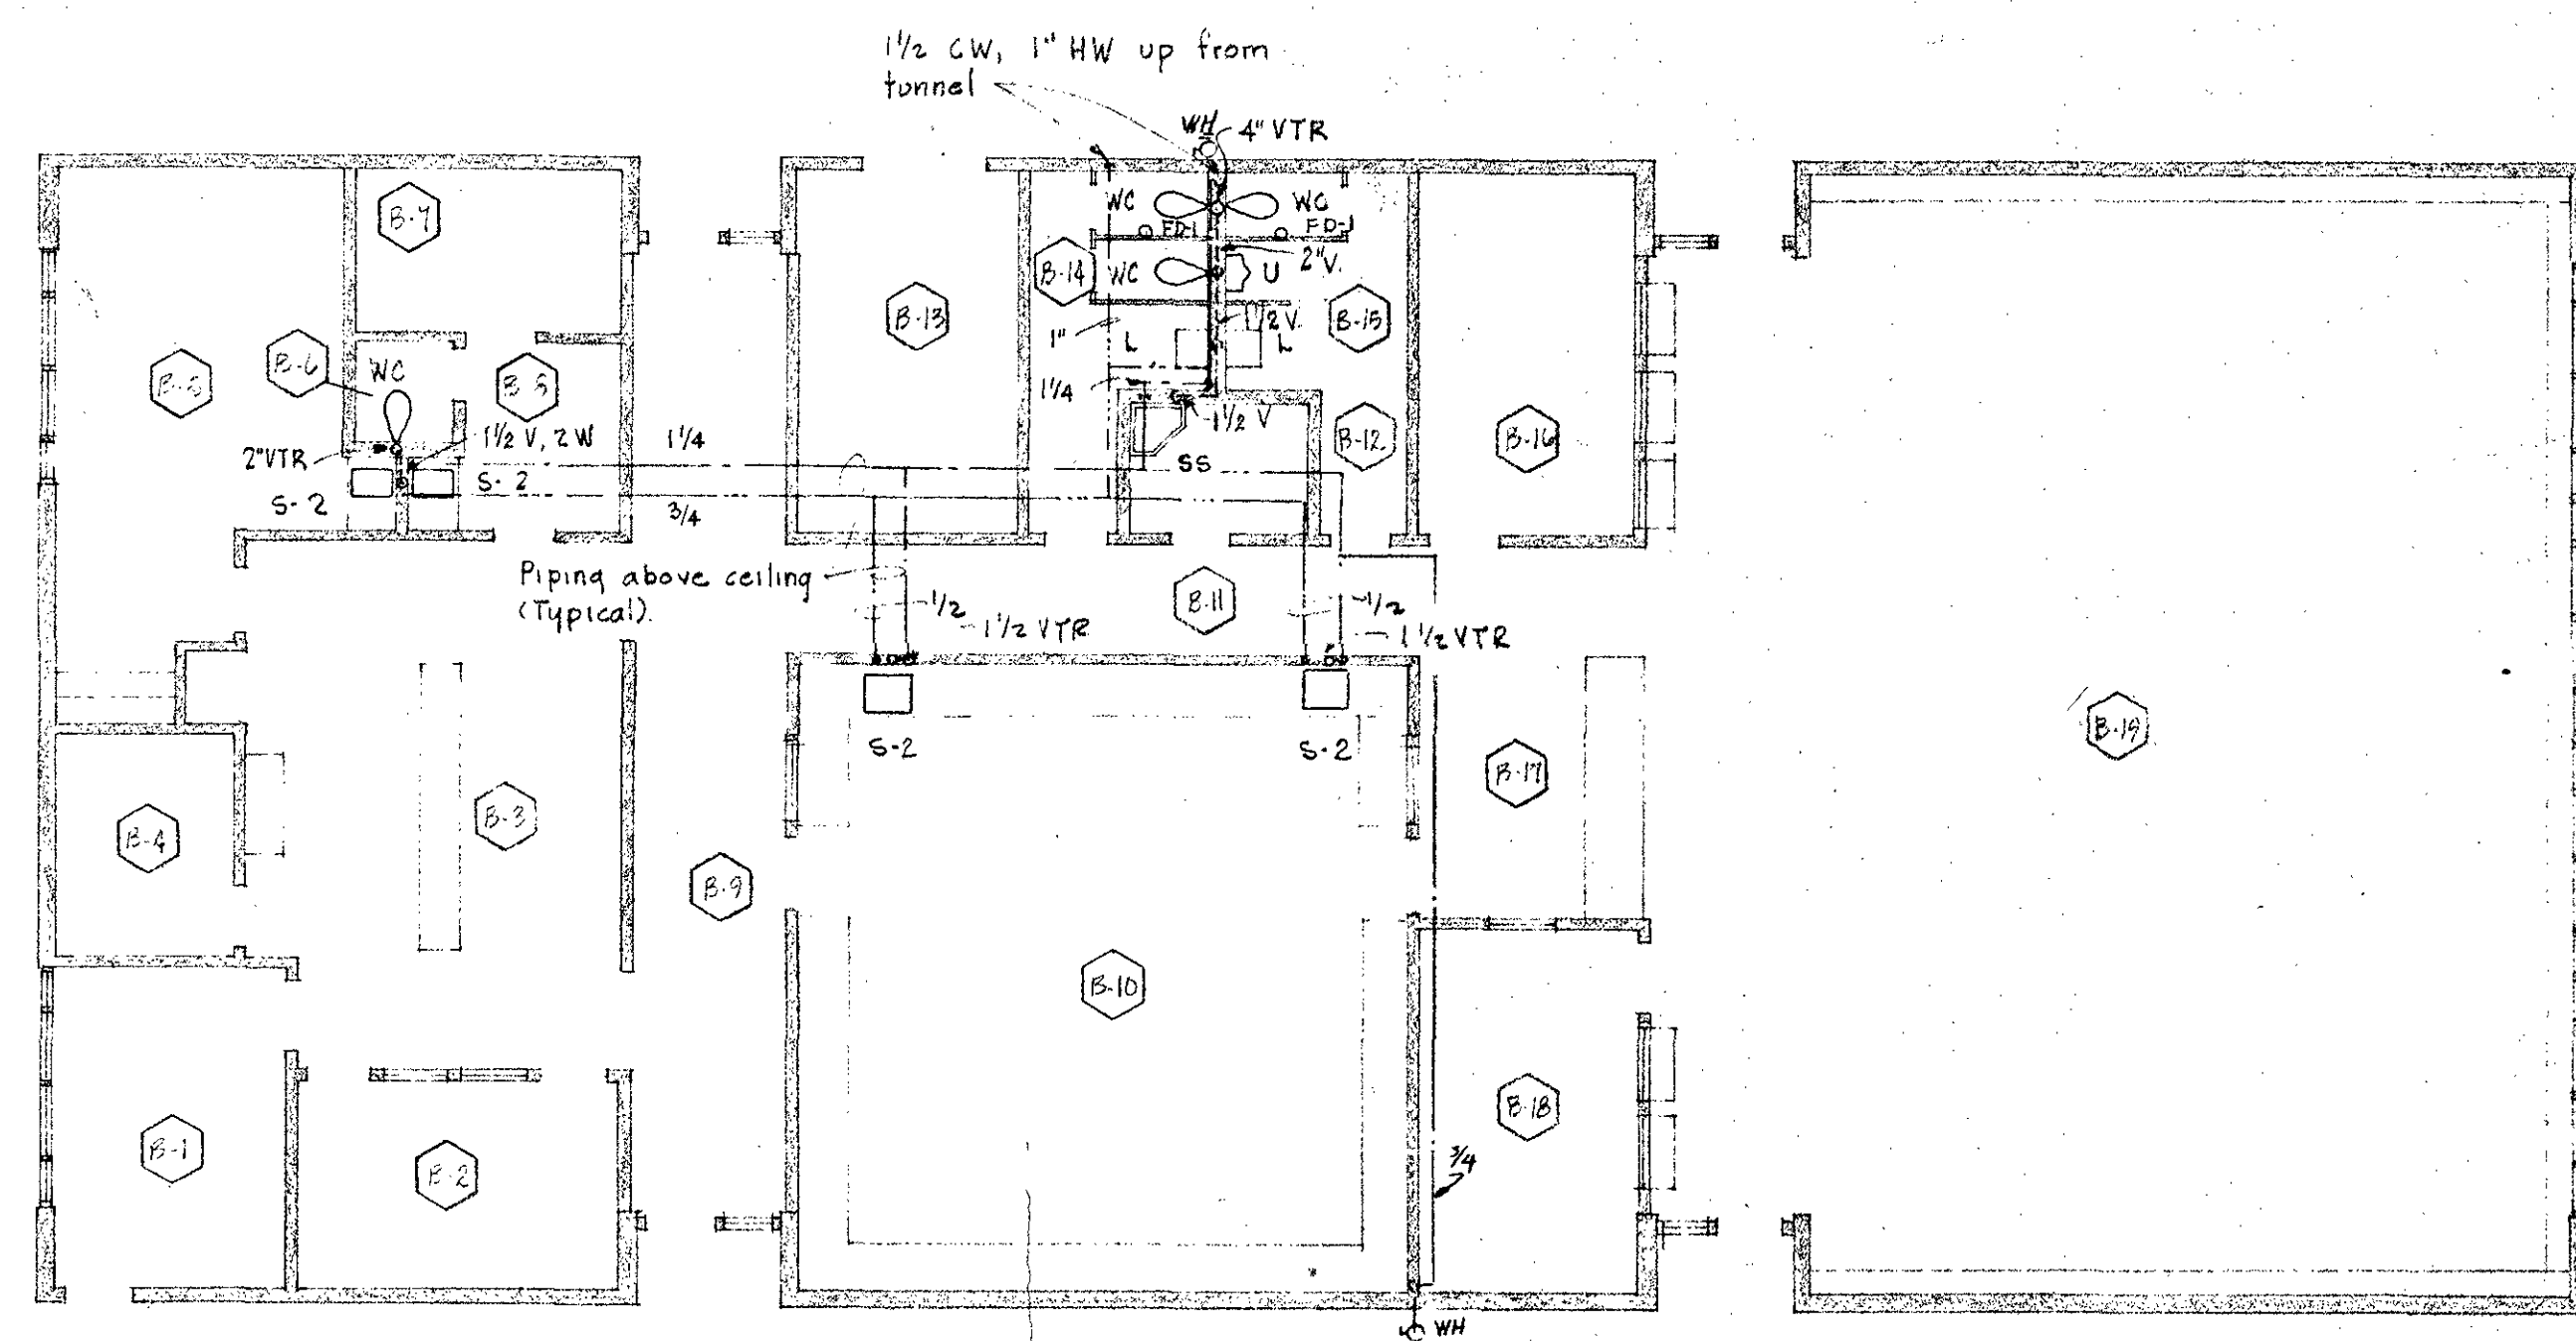 1½ CW, 1" HW up from
tunnel
WH
4" VTR
B-7
WC
WC
FD-1
FD-1
B-14
WC
U
2" V.
B-13
1"
L
½ V
L
B-15
B-6
WC
1¼
1½ V
B-12
B-16
2" VTR
1½ V, 2 W
1¼
SS
S-2
S-2
¾
Piping above ceiling
(Typical).
½
1½ VTR
B-11
½
1½ VTR
S-2
S-2
B-17
B-19
B-4
B-3
B-9
B-10
B-18
B-1
B-2
¾
WH